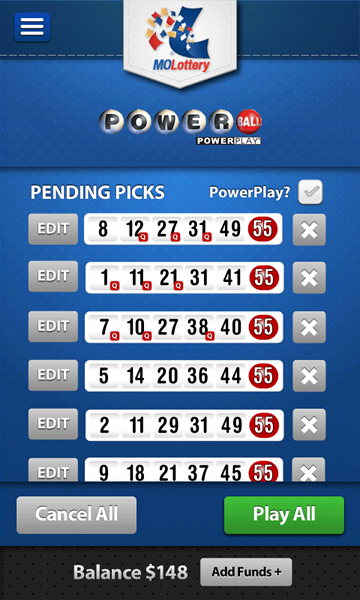 MOLottery
POWERBALL
POWERPLAY
PENDING PICKS PowerPlay?
EDIT 8 12 Q 27 Q 31 Q 49 55
EDIT 1 11 Q 21 Q 31 41 55
EDIT 7 Q 10 Q 27 38 Q 40 55
EDIT 5 14 20 36 44 55
EDIT 2 11 29 31 49 55
EDIT 9 18 21 37 45 55
Cancel All Play All
Balance $148 Add Funds +